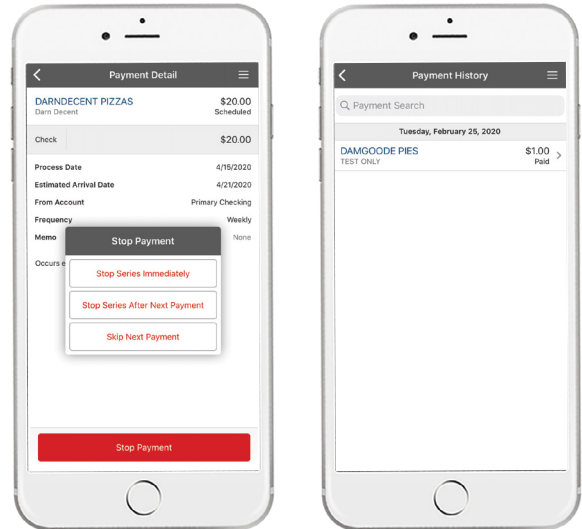 Payment Detail
DARNDECENT PIZZAS $20.00
Darn Decent Scheduled
Check $20.00
Process Date 4/15/2020
Estimated Arrival Date 4/21/2020
From Account Primary Checking
Frequency Weekly
Memo None
Occurs e
Stop Payment
Stop Series Immediately
Stop Series After Next Payment
Skip Next Payment
Stop Payment
Payment History
Payment Search
Tuesday, February 25, 2020
DAMGOODE PIES $1.00
TEST ONLY Paid